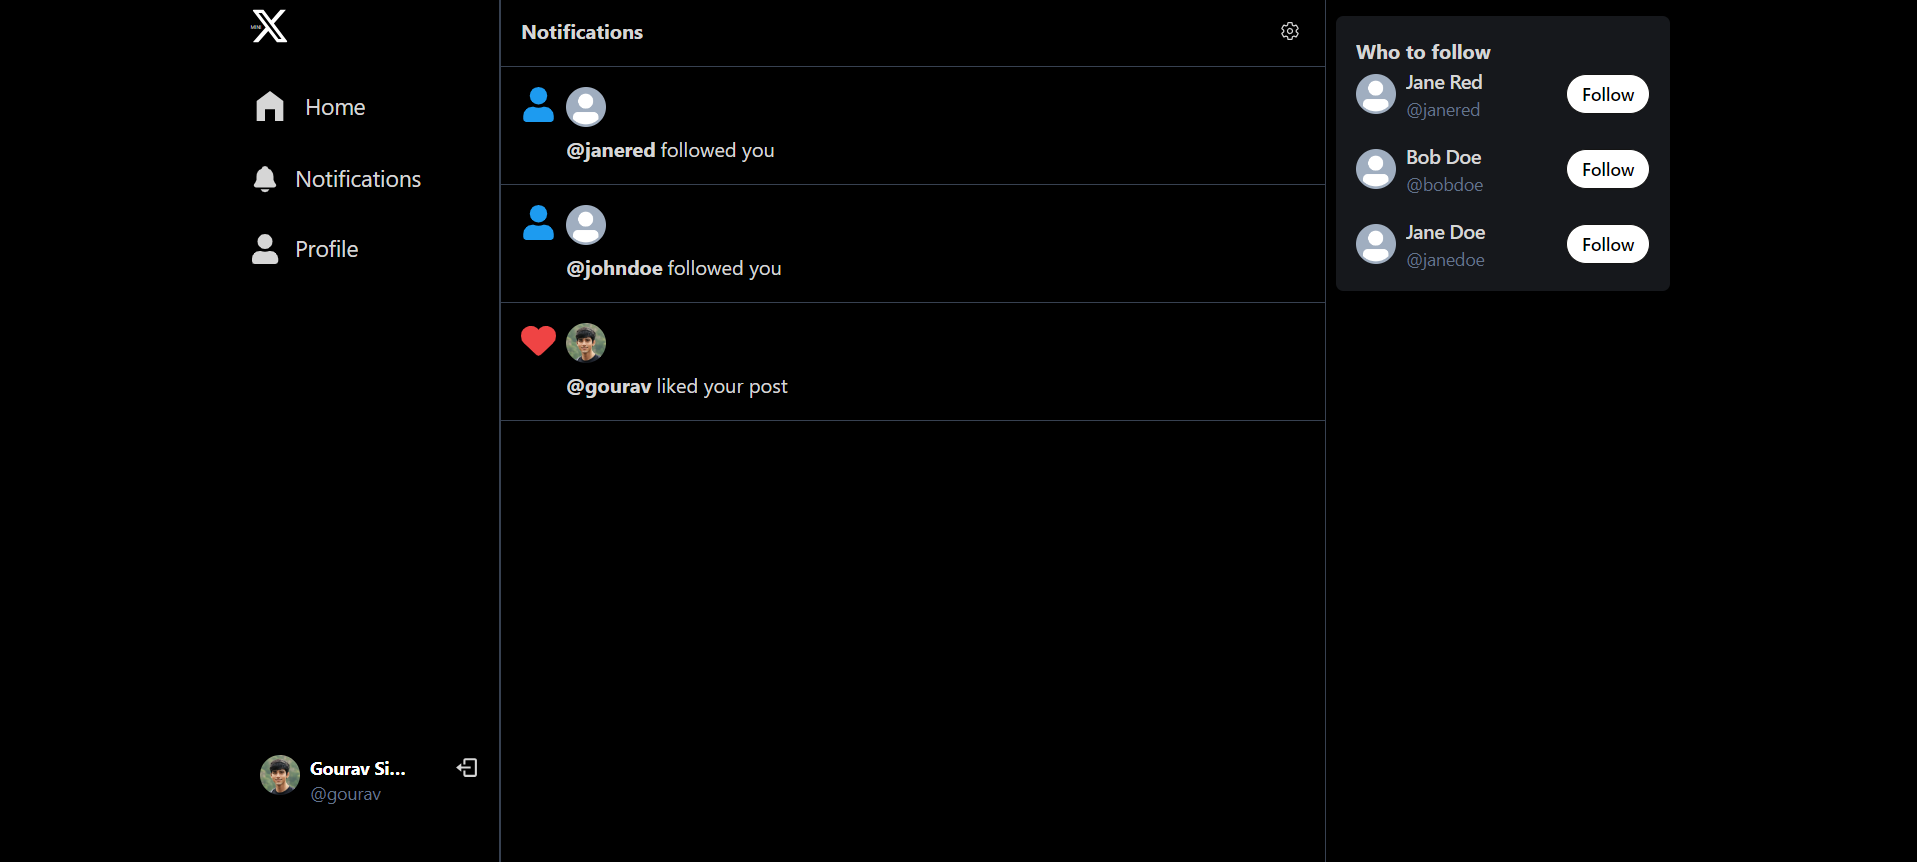 MINI
Home
Notifications
Profile
Gourav Si...
@gourav
Notifications
@janered followed you
@johndoe followed you
@gourav liked your post
Who to follow
Jane Red
@janered
Follow
Bob Doe
@bobdoe
Follow
Jane Doe
@janedoe
Follow